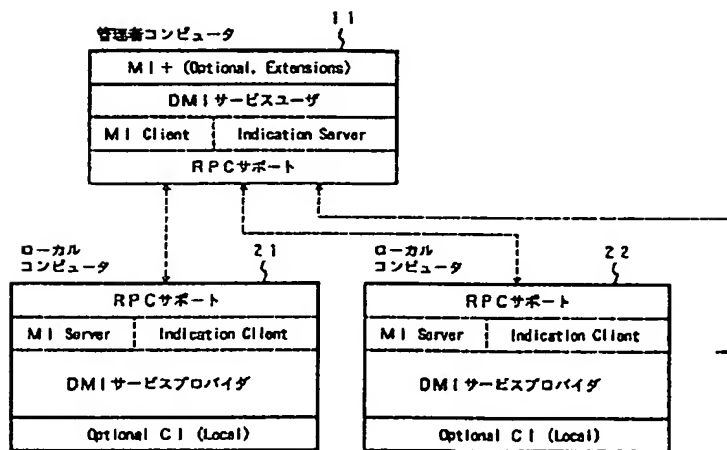 11
管理者コンピュータ
MI+ (Optional, Extensions)
DMIサービスユーザ
MI Client Indication Server
RPCサポート
ローカル
コンピュータ
21
RPCサポート
MI Server Indication Client
DMIサービスプロバイダ
Optional CI (Local)
ローカル
コンピュータ
22
RPCサポート
MI Server Indication Client
DMIサービスプロバイダ
Optional CI (Local)